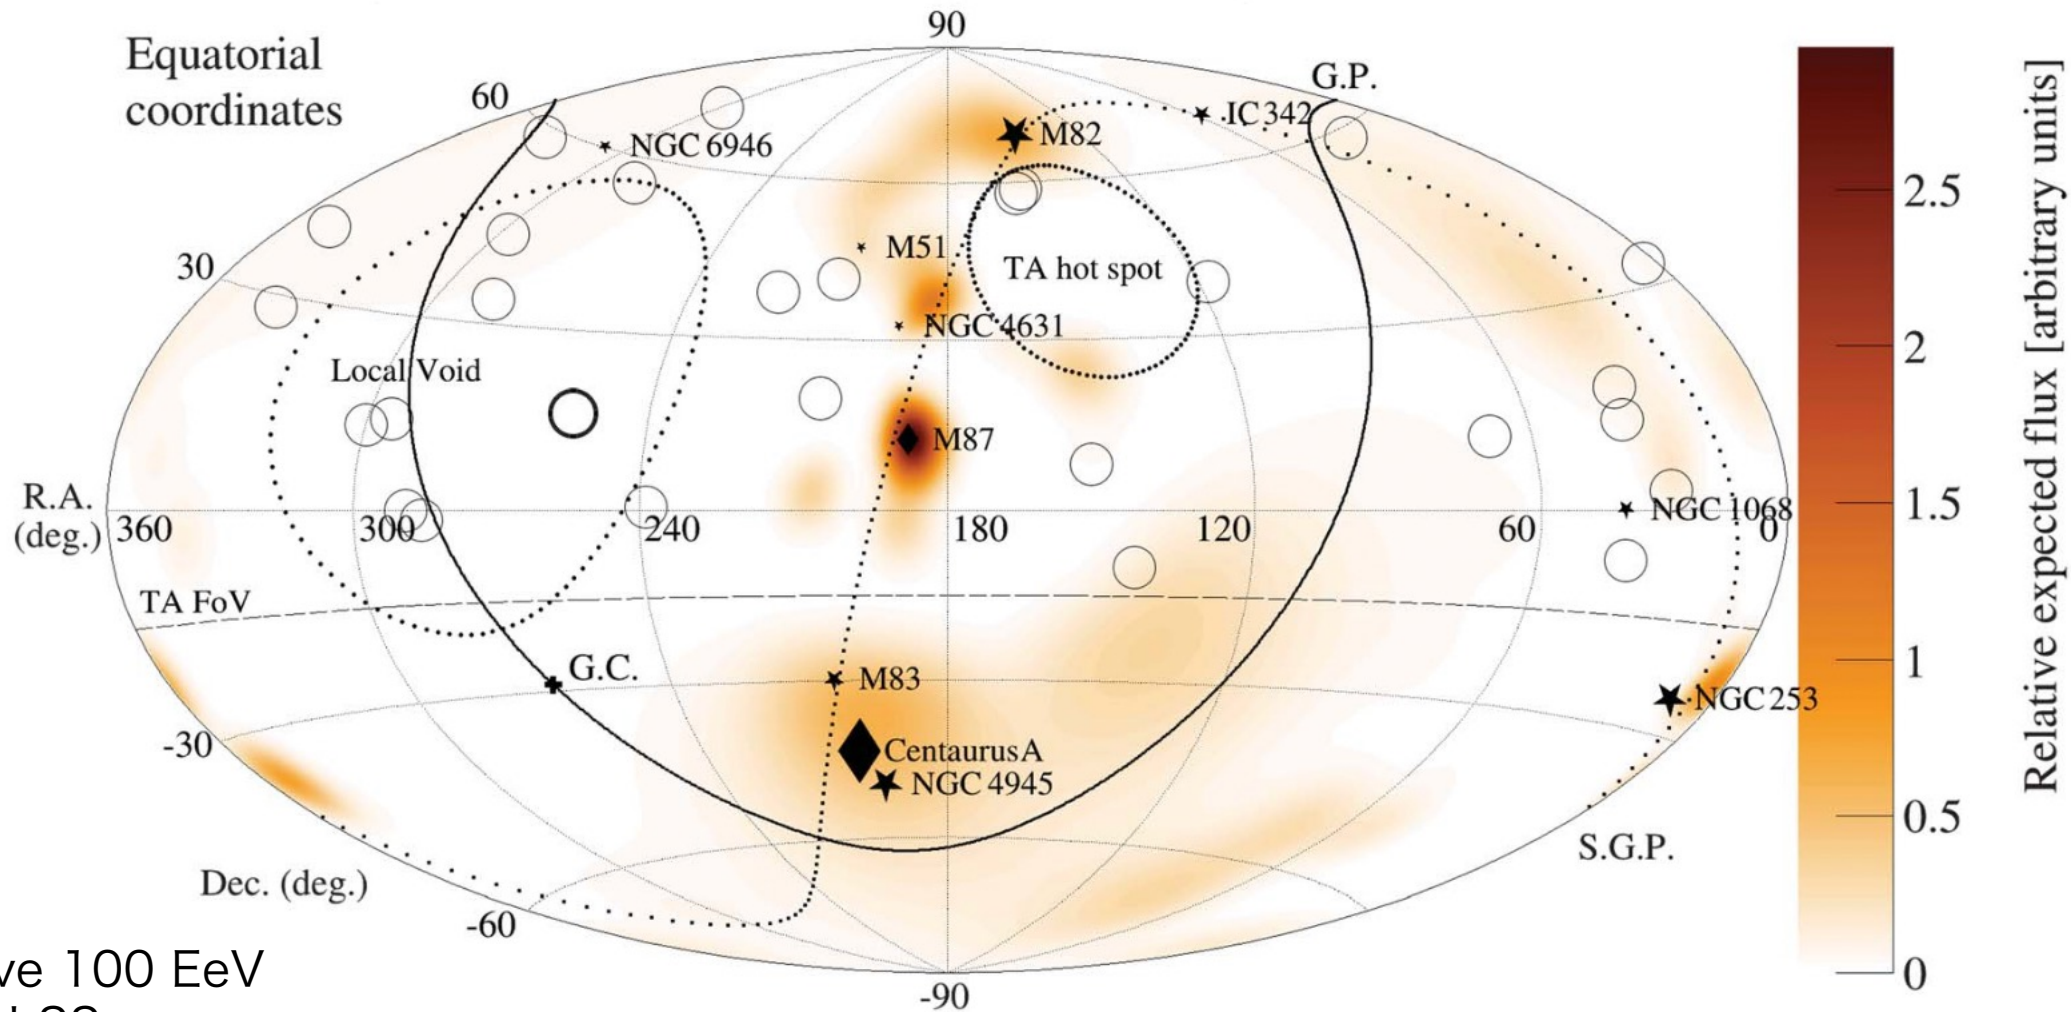 Equatorial
coordinates
90
60
G.P.
IC 342
M82
NGC 6946
M51
30
TA hot spot
NGC 4631
Local Void
M87
R.A.
(deg.)
360
300
240
180
120
60
0
NGC 1068
TA FoV
G.C.
M83
NGC 253
-30
Centaurus A
NGC 4945
S.G.P.
Dec. (deg.)
-60
-90
2.5
2
1.5
1
0.5
0
Relative expected flux [arbitrary units]
100 EeV